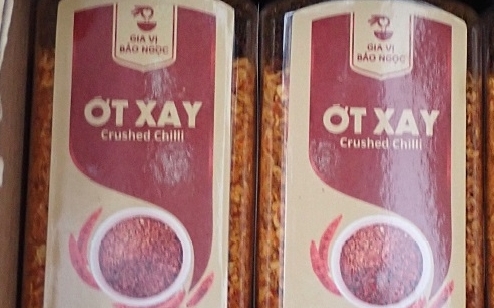 GIA VỊ
BẢO NGỌC
ỚT XAY
Crushed Chilli
GIA VỊ
BẢO NGỌC
ỚT XAY
Crushed Chilli